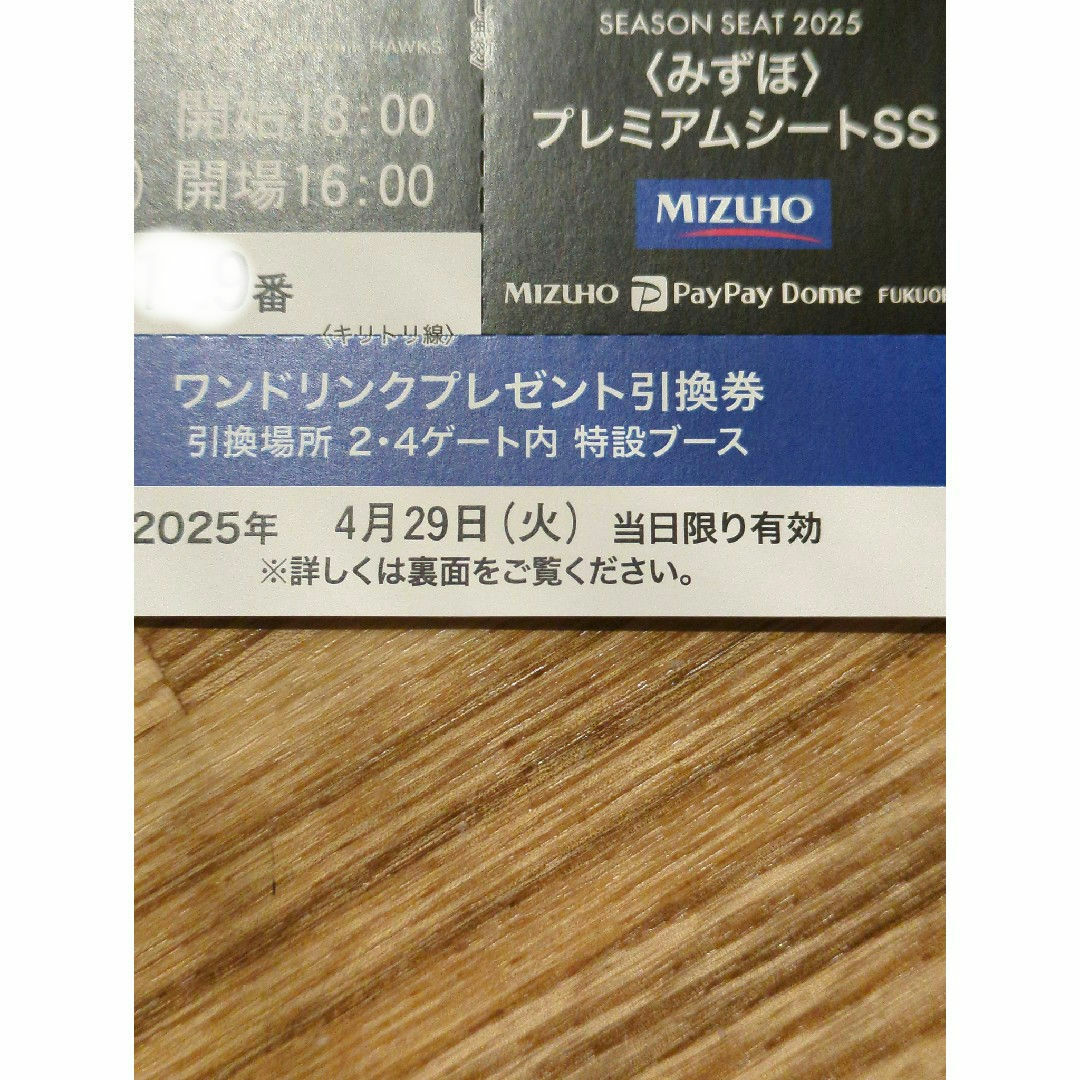 HAWKS
開始18:00
)開場16:00
番
〈キリトリ線〉
SEASON SEAT 2025
〈みずほ〉
プレミアムシートSS
MIZUHO
MIZUHO PayPay Dome
ワンドリンクプレゼント引換券
引換場所 2・4ゲート内 特設ブース
2025年 4月29日(火) 当日限り有効
※詳しくは裏面をご覧ください。